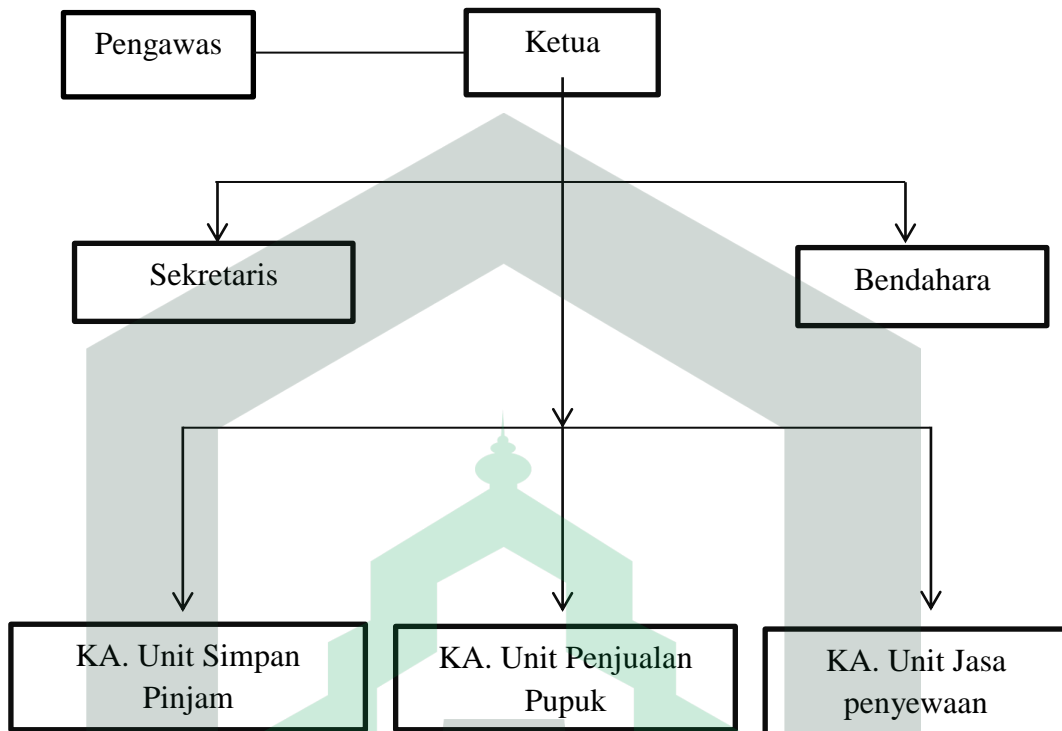 Pengawas
Ketua
Sekretaris
Bendahara
KA. Unit Simpan
Pinjam
KA. Unit Penjualan
Pupuk
KA. Unit Jasa
penyewaan